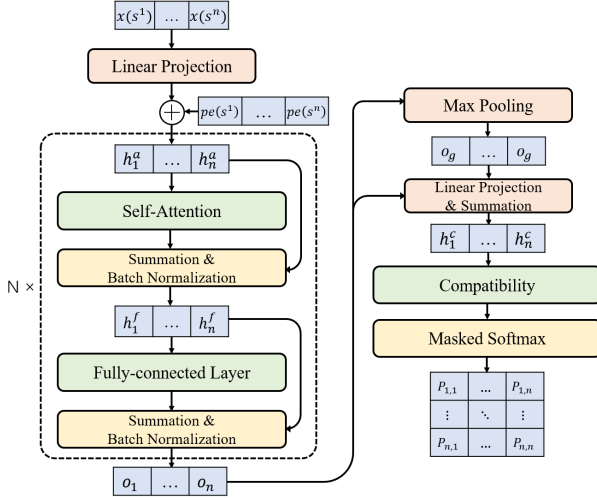 x(s¹) ... x(sⁿ)
Linear Projection
pe(s¹) ... pe(sⁿ)
N ×
h₁ᵃ ... hₙᵃ
Self-Attention
Summation &
Batch Normalization
h₁ᶠ ... hₙᶠ
Fully-connected Layer
Summation &
Batch Normalization
o₁ ... oₙ
Max Pooling
o_g ... o_g
Linear Projection
& Summation
h₁ᶜ ... hₙᶜ
Compatibility
Masked Softmax
P₁,₁ ... P₁,ₙ
⋮ ⋱ ⋮
Pₙ,₁ ... Pₙ,ₙ